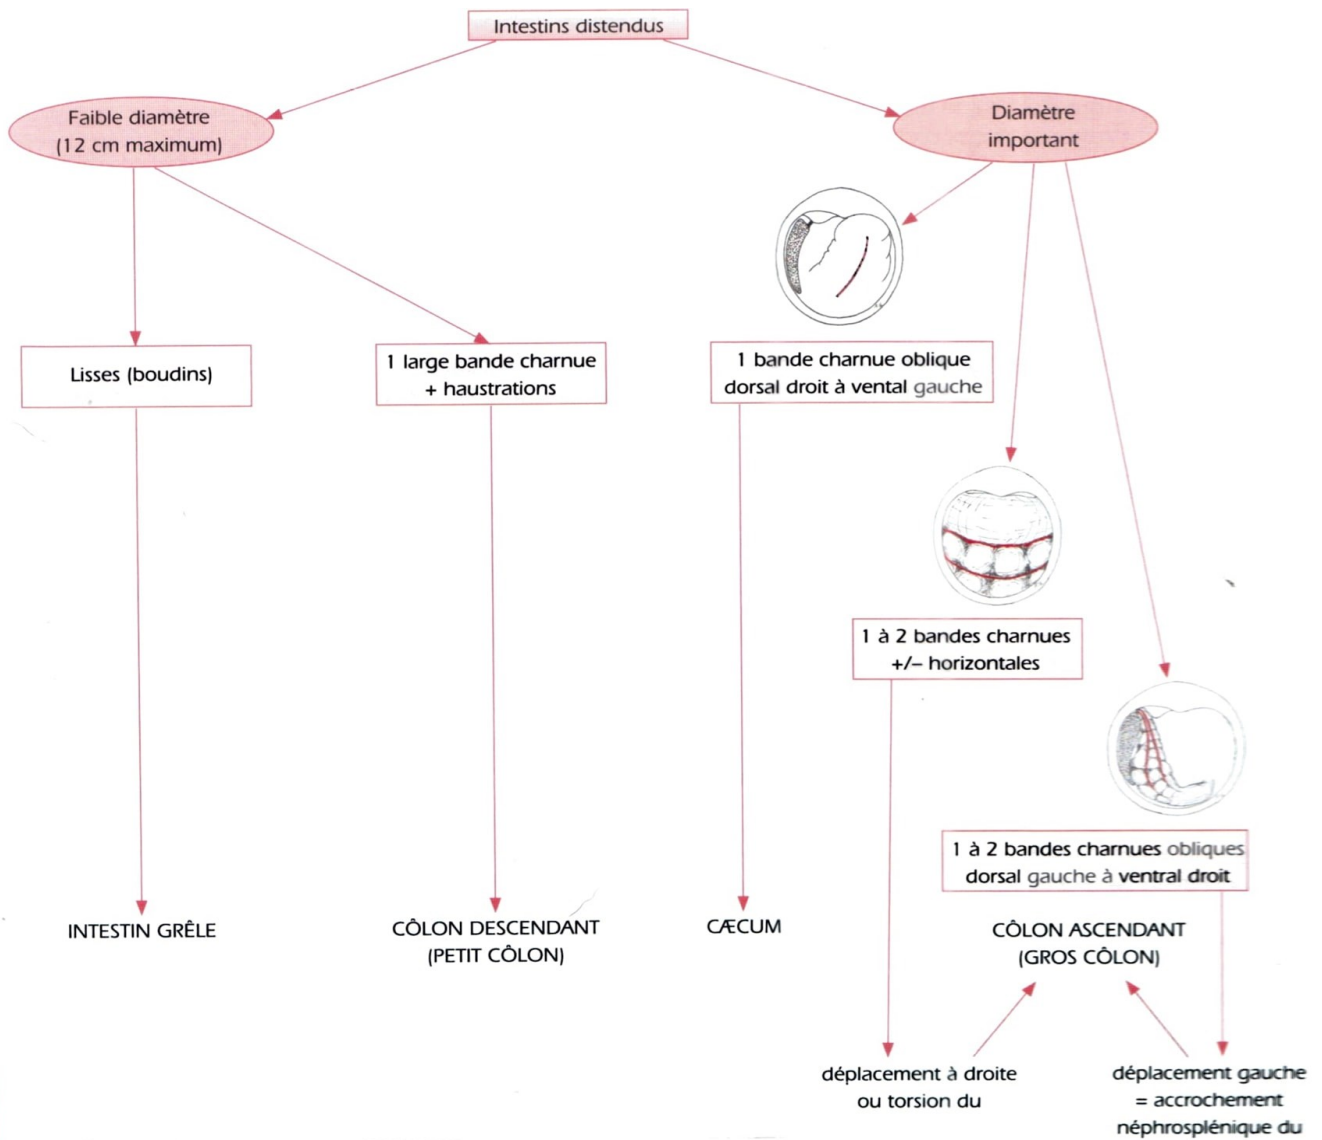 Intestins distendus
Faible diamètre
(12 cm maximum)
Diamètre
important
Lisses (boudins)
1 large bande charnue
+ haustrations
1 bande charnue oblique
dorsal droit à vental gauche
1 à 2 bandes charnues
+/– horizontales
1 à 2 bandes charnues obliques
dorsal gauche à ventral droit
INTESTIN GRÊLE
CÔLON DESCENDANT
(PETIT CÔLON)
CÆCUM
CÔLON ASCENDANT
(GROS CÔLON)
déplacement à droite
ou torsion du
déplacement gauche
= accrochement
néphrosplénique du